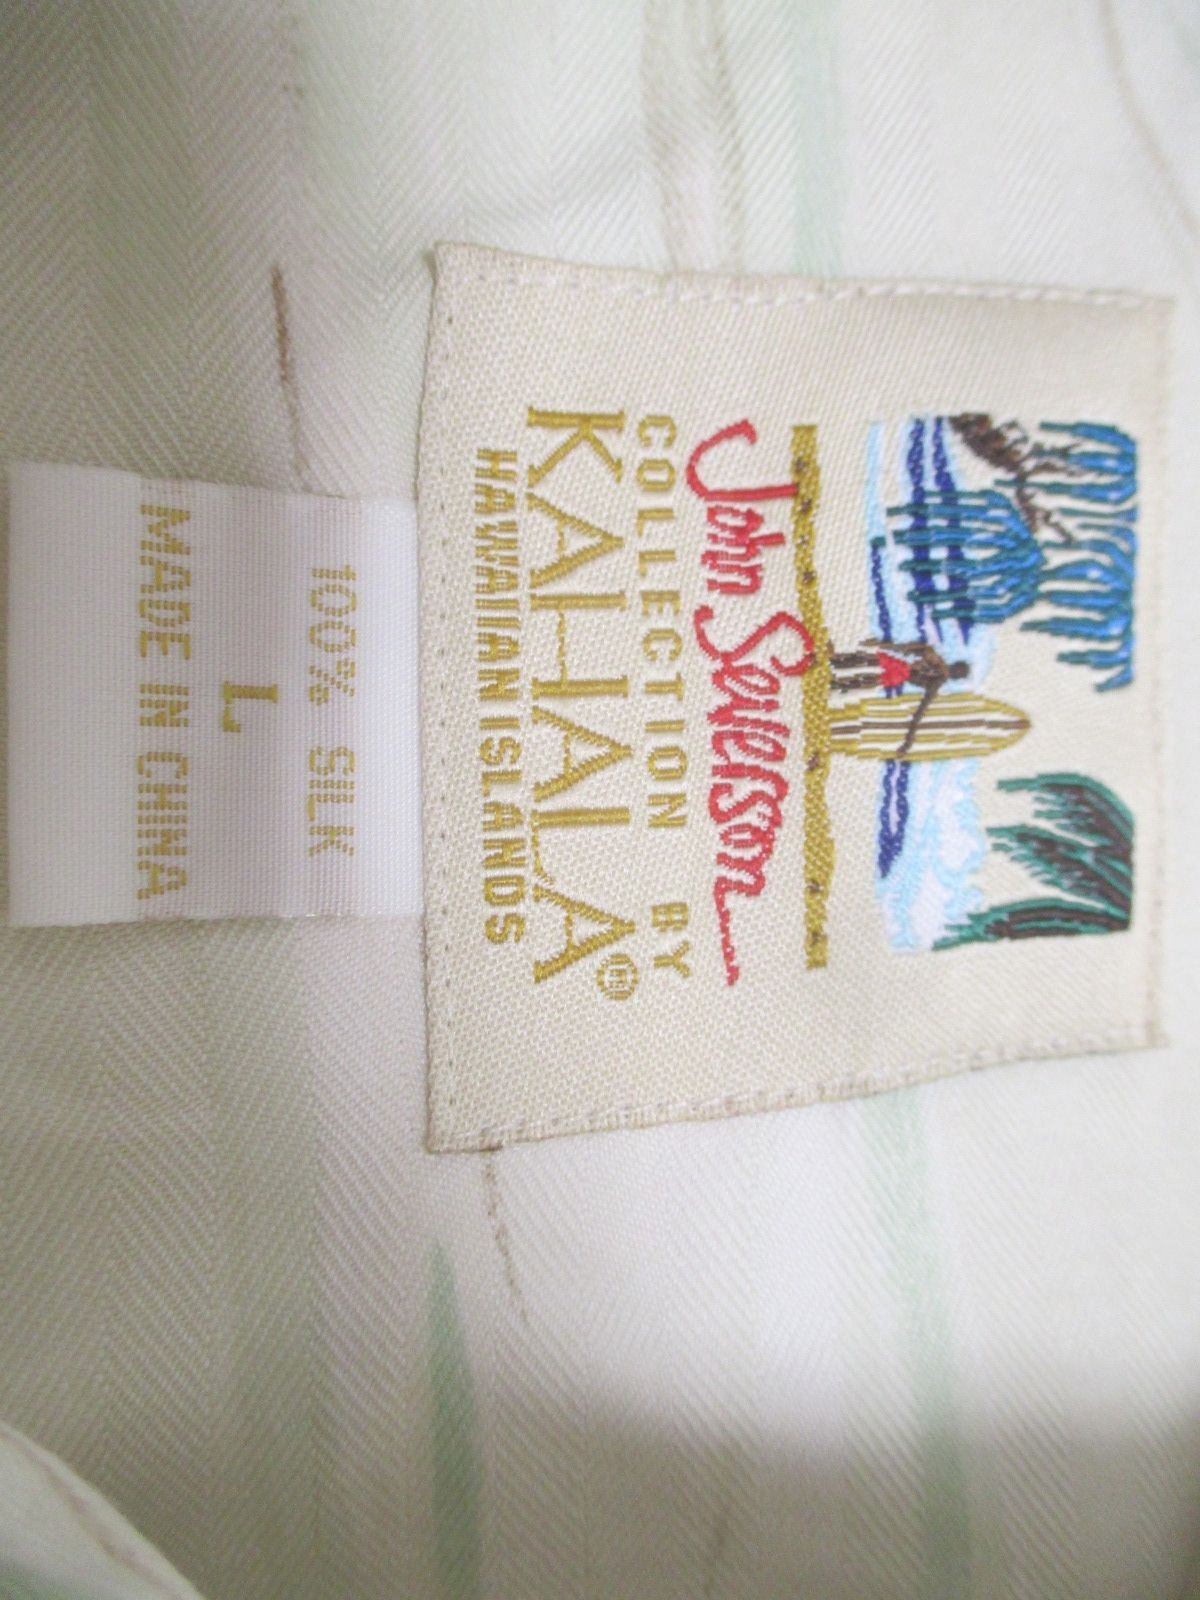 John Severson
COLLECTION BY
KAHALA®
HAWAIIAN ISLANDS
100% SILK
L
MADE IN CHINA